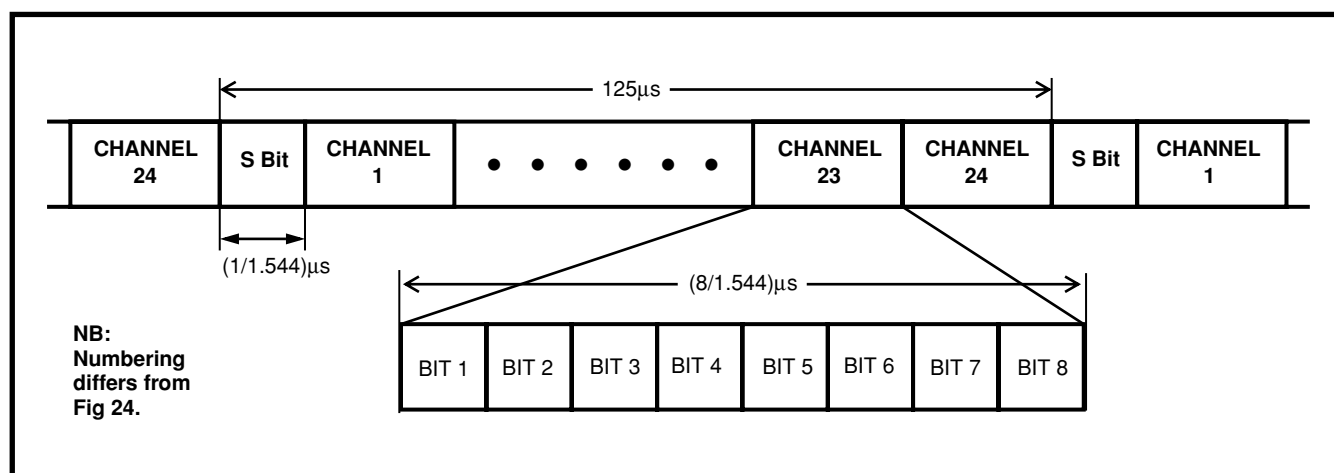 125μs
CHANNEL 24
S Bit
CHANNEL 1
CHANNEL 23
CHANNEL 24
S Bit
CHANNEL 1
(1/1.544)μs
(8/1.544)μs
BIT 1
BIT 2
BIT 3
BIT 4
BIT 5
BIT 6
BIT 7
BIT 8
NB:
Numbering
differs from
Fig 24.